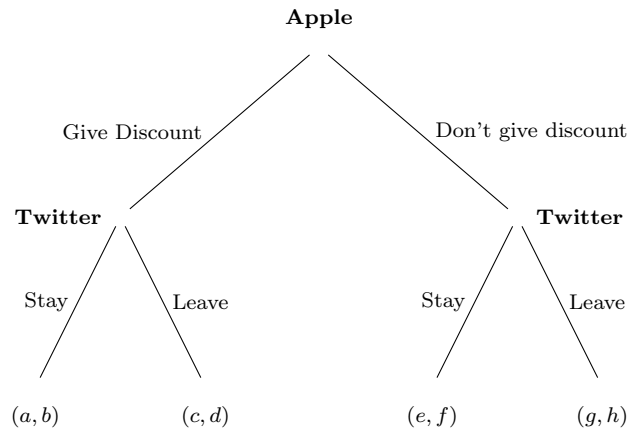 Apple
Give Discount
Don't give discount
Twitter
Twitter
Stay
Leave
Stay
Leave
(a, b)
(c, d)
(e, f)
(g, h)